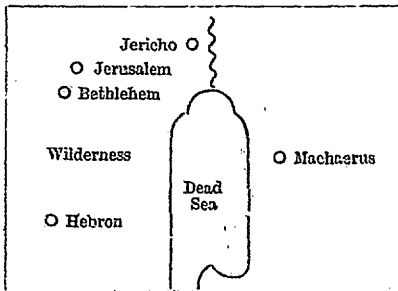 Jericho
Jerusalem
Bethlehem
Wilderness
Machaerus
Dead
Sea
Hebron